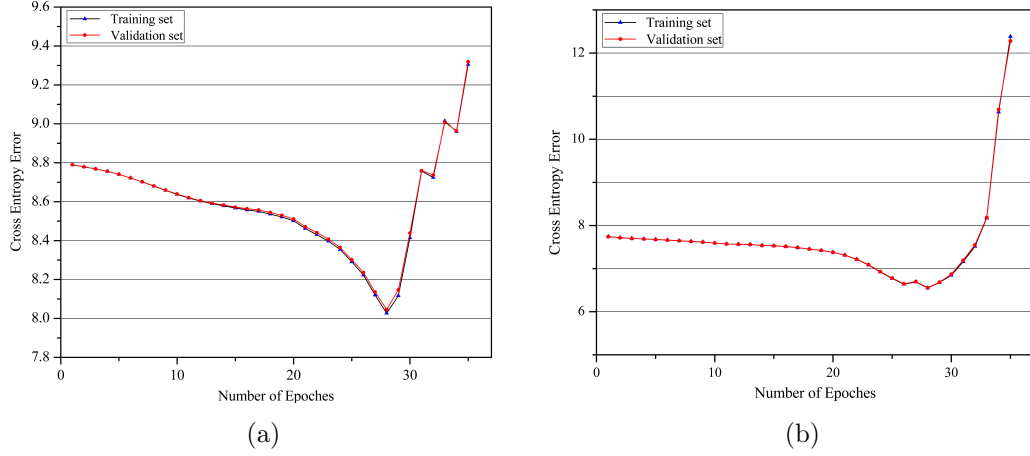 9.6
9.4
9.2
9.0
8.8
8.6
8.4
8.2
8.0
7.8
Cross Entropy Error
Training set
Validation set
0
10
20
30
Number of Epoches
(a)
12
10
8
6
Cross Entropy Error
Training set
Validation set
0
10
20
30
Number of Epoches
(b)